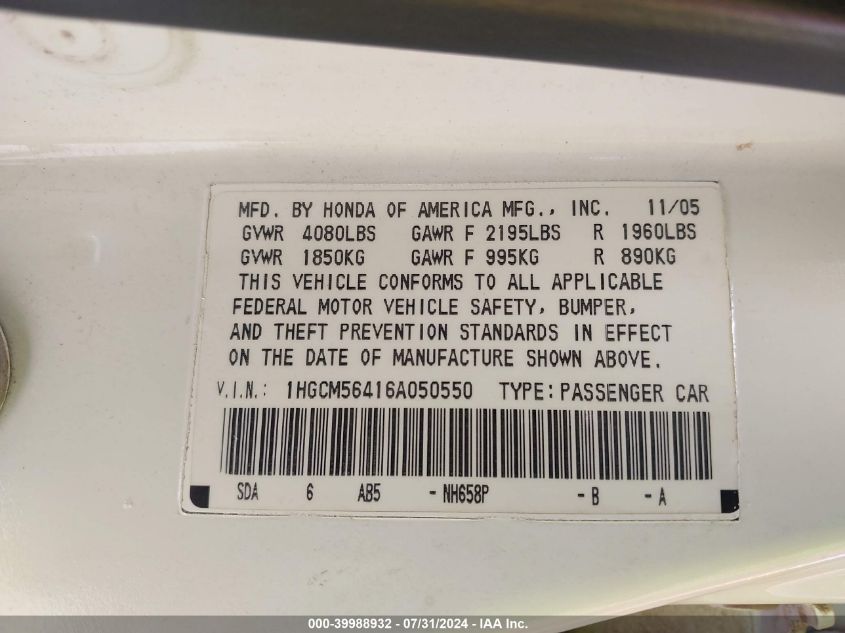 MFD. BY HONDA OF AMERICA MFG., INC. 11/05
GVWR 4080LBS GAWR F 2195LBS R 1960LBS
GVWR 1850KG GAWR F 995KG R 890KG
THIS VEHICLE CONFORMS TO ALL APPLICABLE
FEDERAL MOTOR VEHICLE SAFETY, BUMPER,
AND THEFT PREVENTION STANDARDS IN EFFECT
ON THE DATE OF MANUFACTURE SHOWN ABOVE.
V.I.N.: 1HGCM56416A050550 TYPE: PASSENGER CAR
SDA 6 AB5 - NH658P - B - A
000-39988932 - 07/31/2024 - IAA Inc.